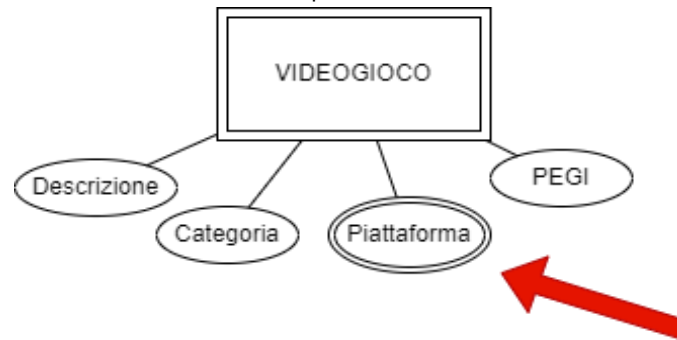 VIDEOGIOCO
Descrizione
Categoria
Piattaforma
PEGI